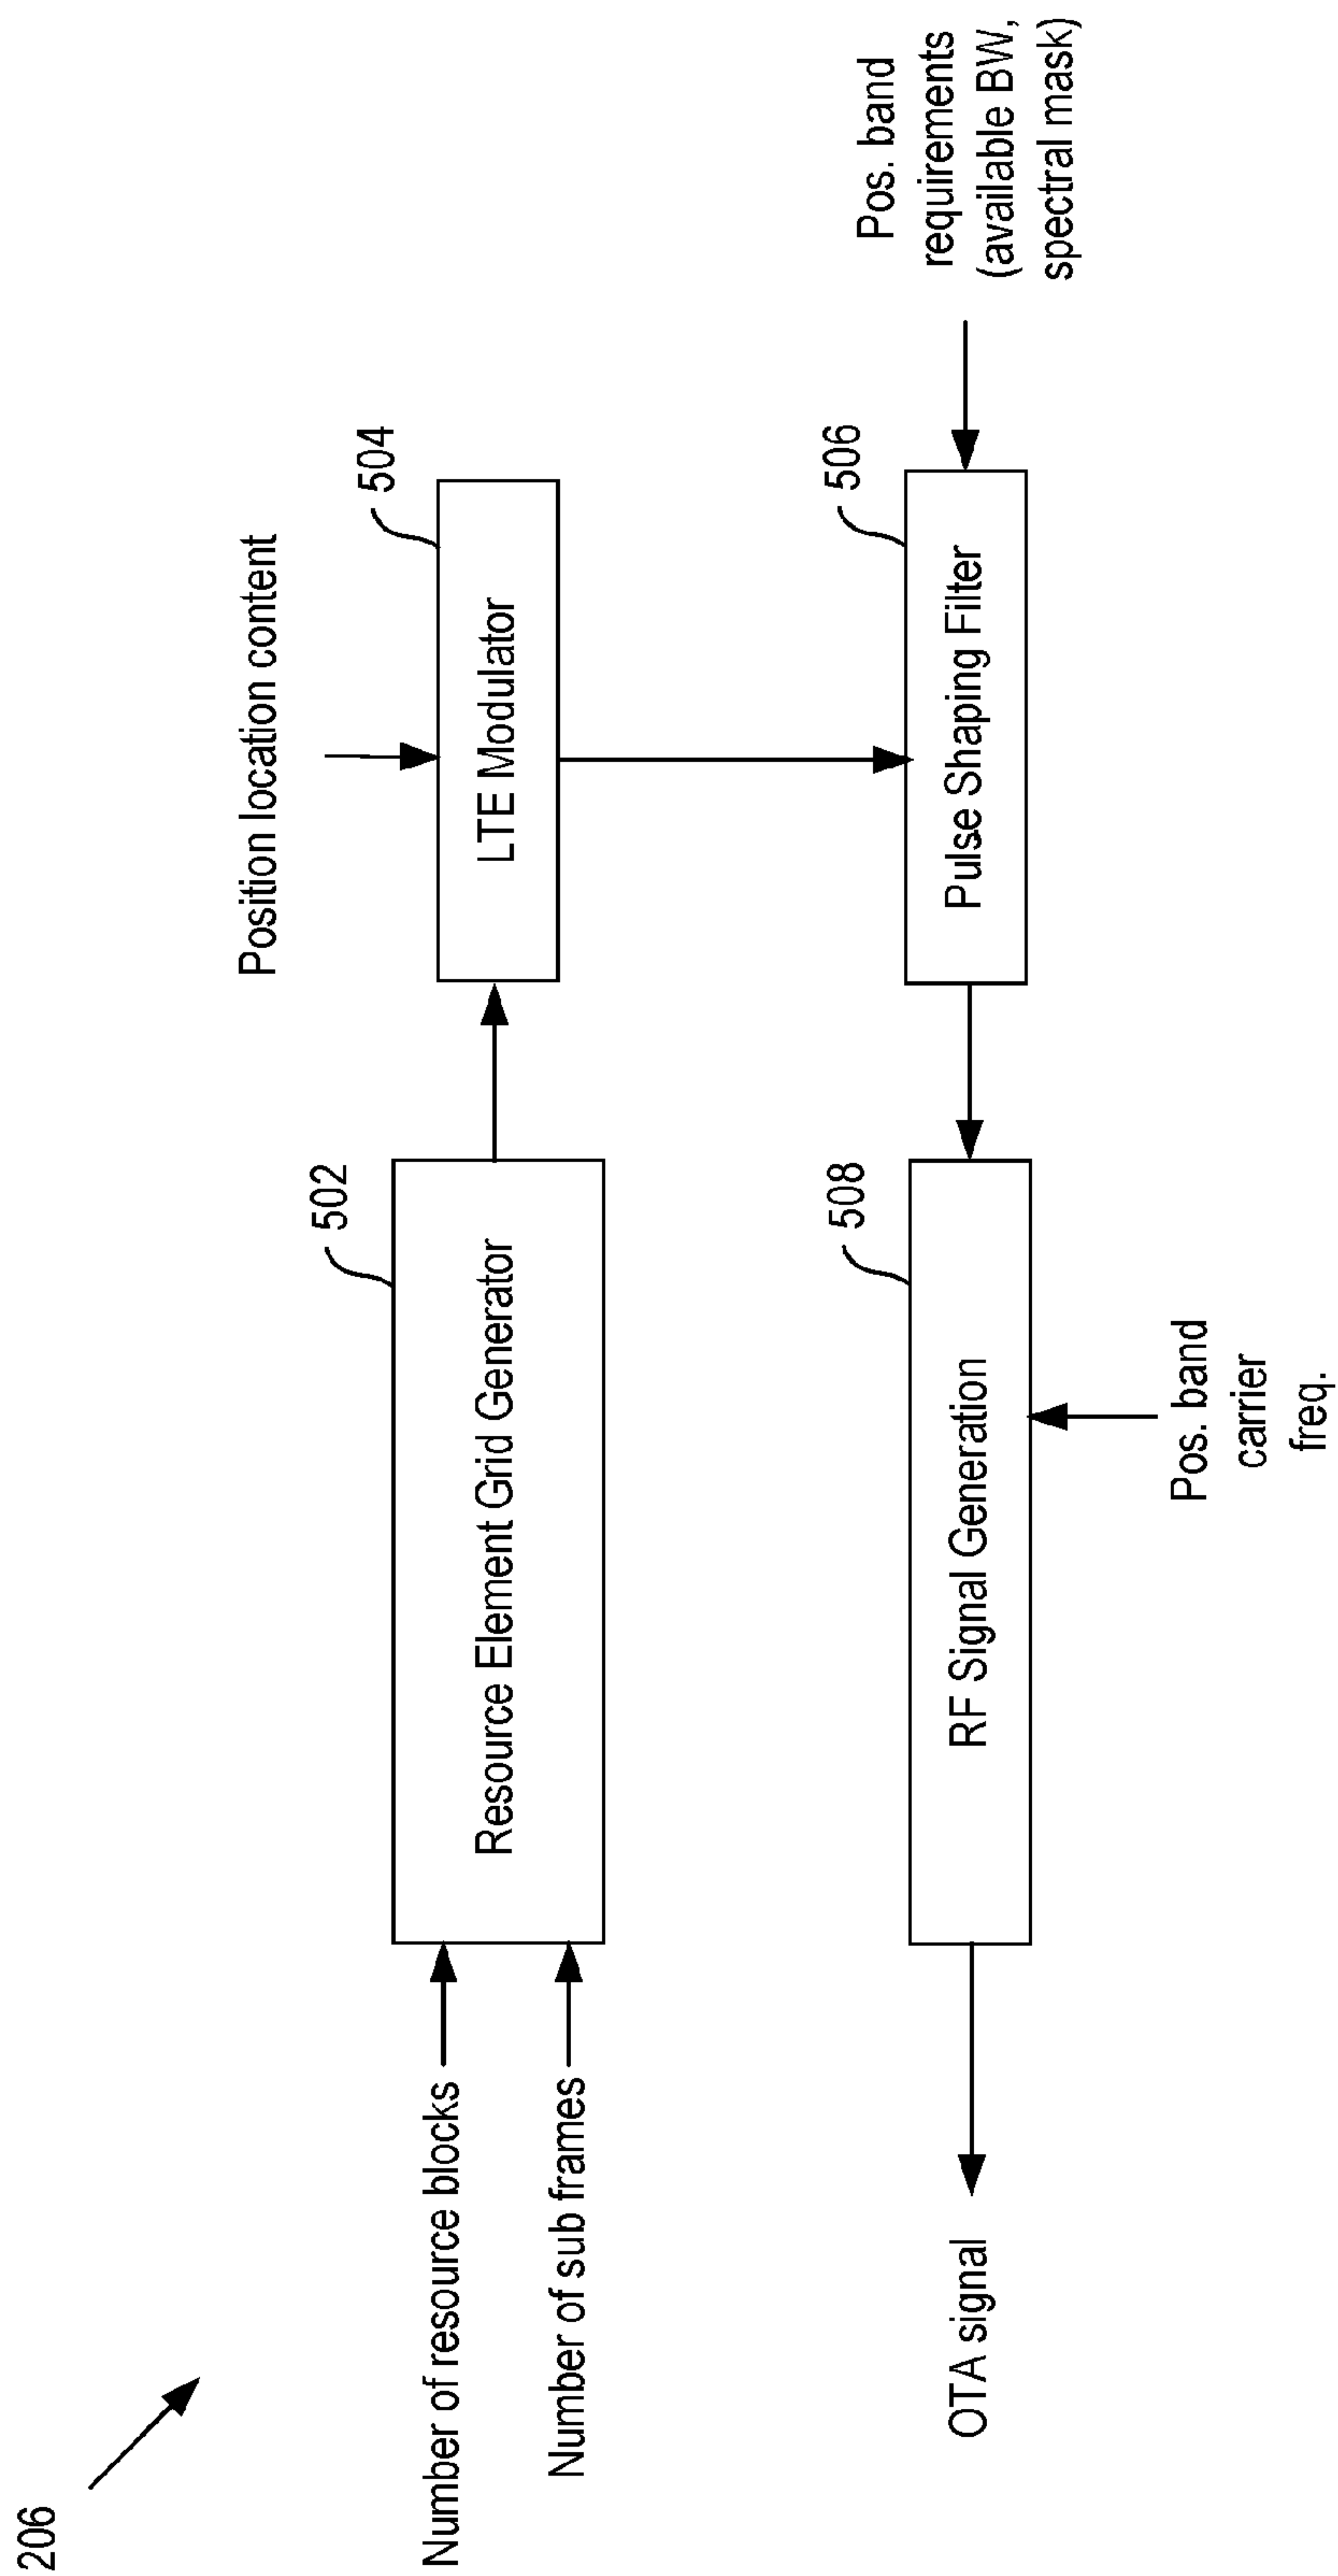 206
Position location content
504
LTE Modulator
502
Resource Element Grid Generator
Number of resource blocks
Number of sub frames
506
Pulse Shaping Filter
Pos. band
requirements
(available BW,
spectral mask)
508
RF Signal Generation
OTA signal
Pos. band
carrier
freq.